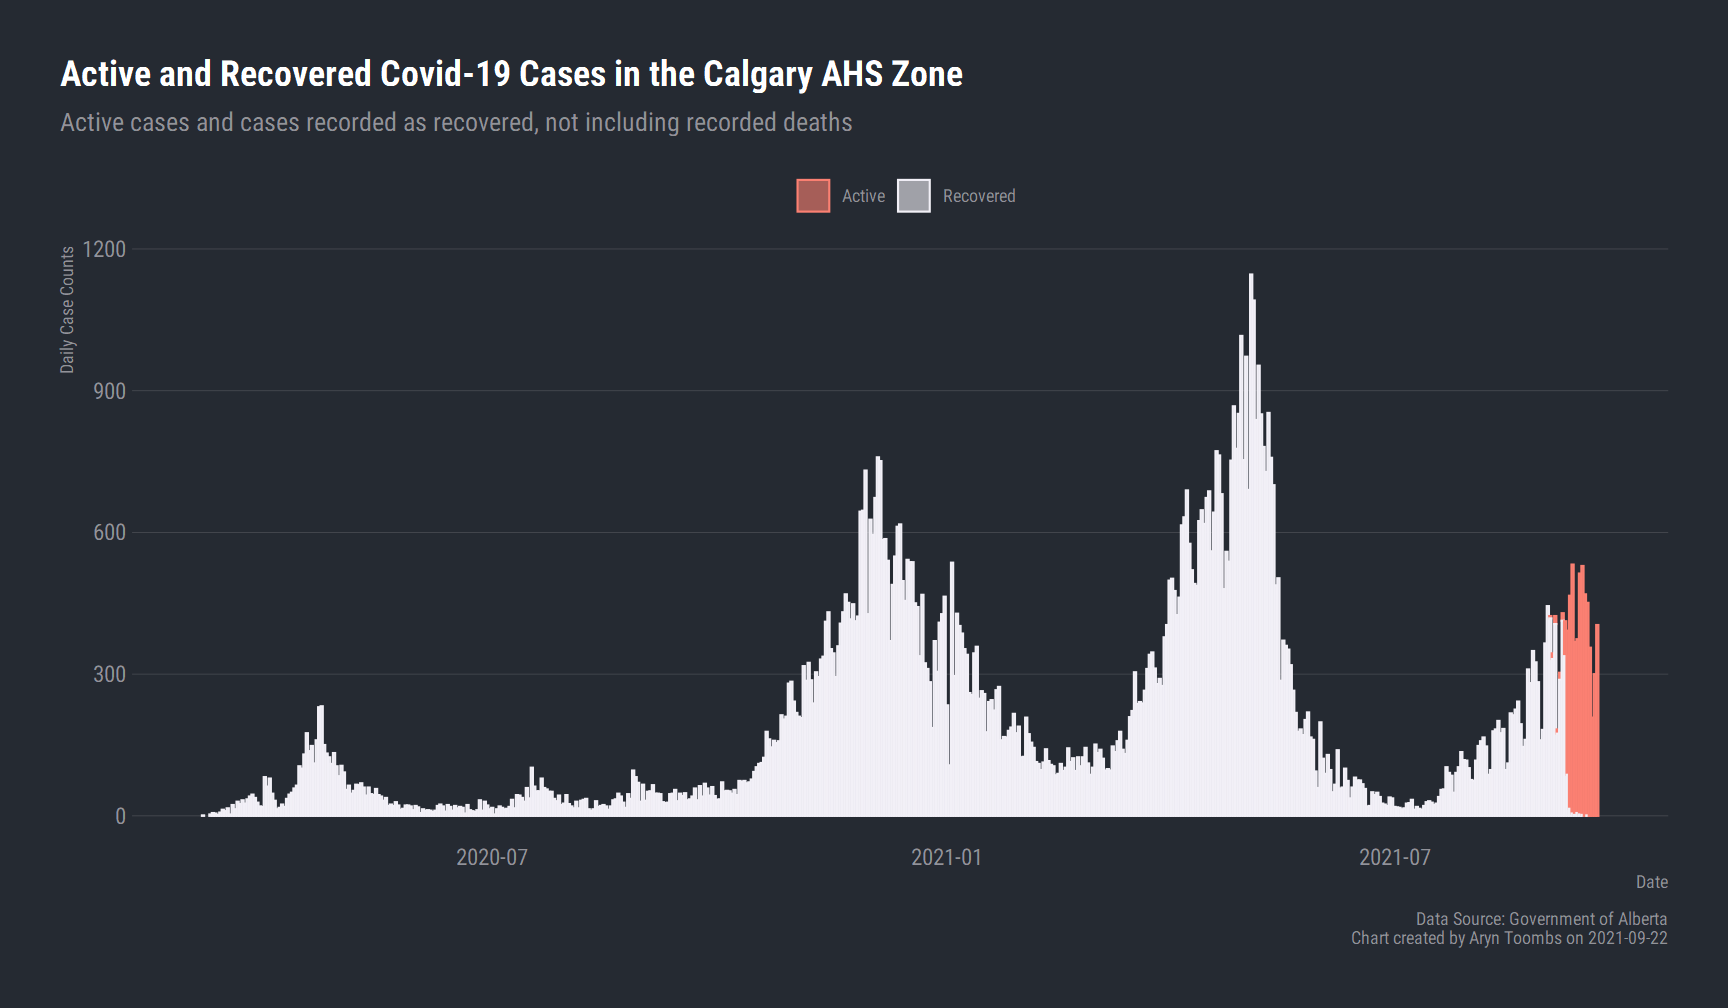 Active and Recovered Covid-19 Cases in the Calgary AHS Zone
Active cases and cases recorded as recovered, not including recorded deaths
Active Recovered
Daily Case Counts
1200
900
600
300
0
2020-07 2021-01 2021-07
Date
Data Source: Government of Alberta
Chart created by Aryn Toombs on 2021-09-22